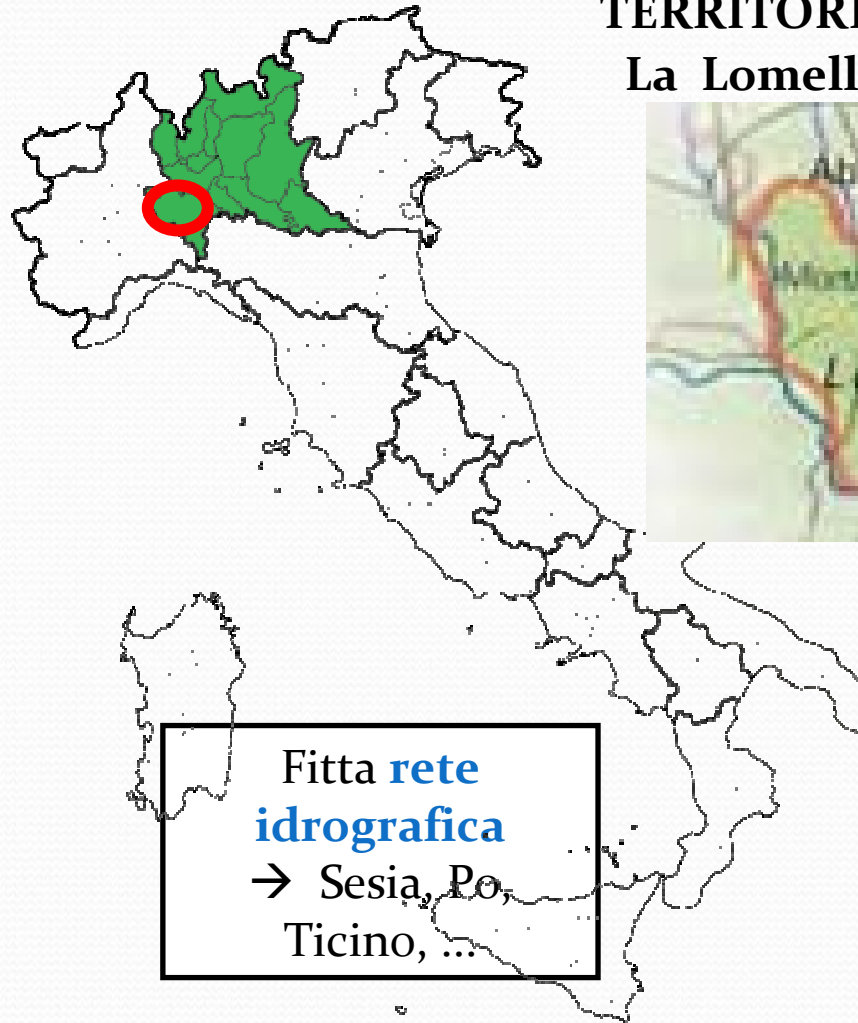 TERRITORI
La Lomell
Fitta rete
idrografica
→ Sesia, Po,
Ticino, ...